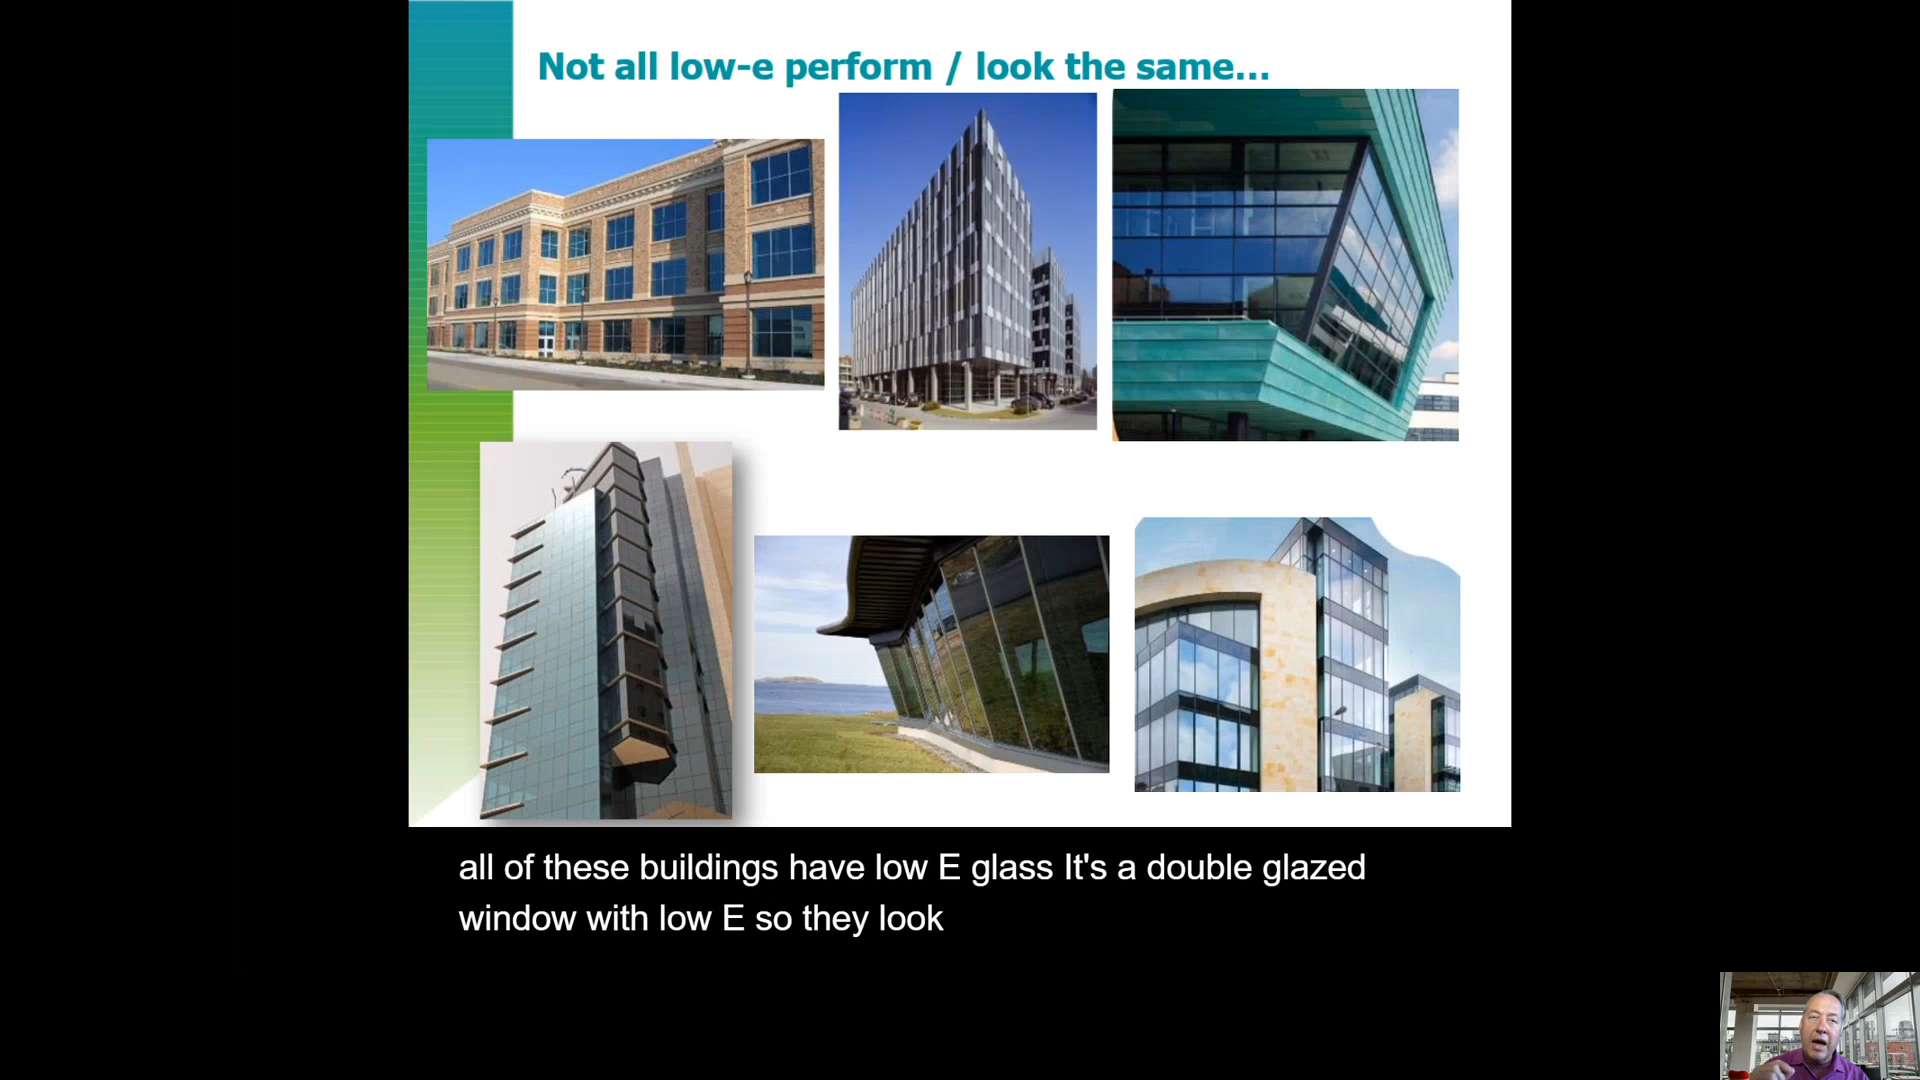 Not all low-e perform / look the same...
all of these buildings have low E glass It's a double glazed
window with low E so they look